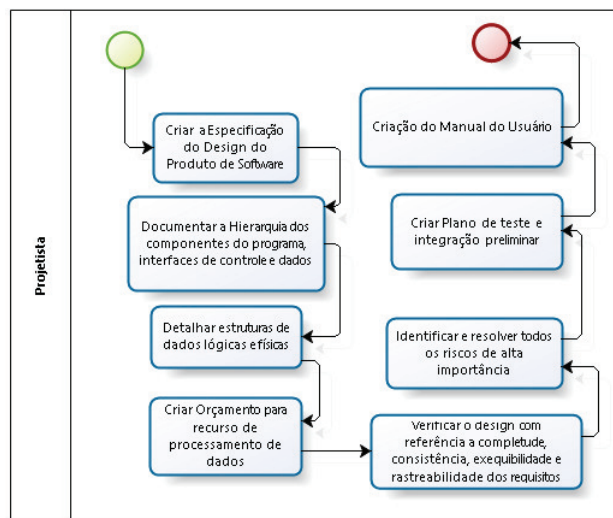 Projetista
Criar a Especificação
do Design do
Produto de Software
Documentar a Hierarquia dos
componentes do programa,
interfaces de controle e dados
Detalhar estruturas de
dados lógicas e físicas
Criar Orçamento para
recurso de
processamento de
dados
Verificar o design com
referência a completude,
consistência, exequibilidade e
rastreabilidade dos requisitos
Identificar e resolver todos
os riscos de alta
importância
Criar Plano de teste e
integração preliminar
Criação do Manual do Usuário